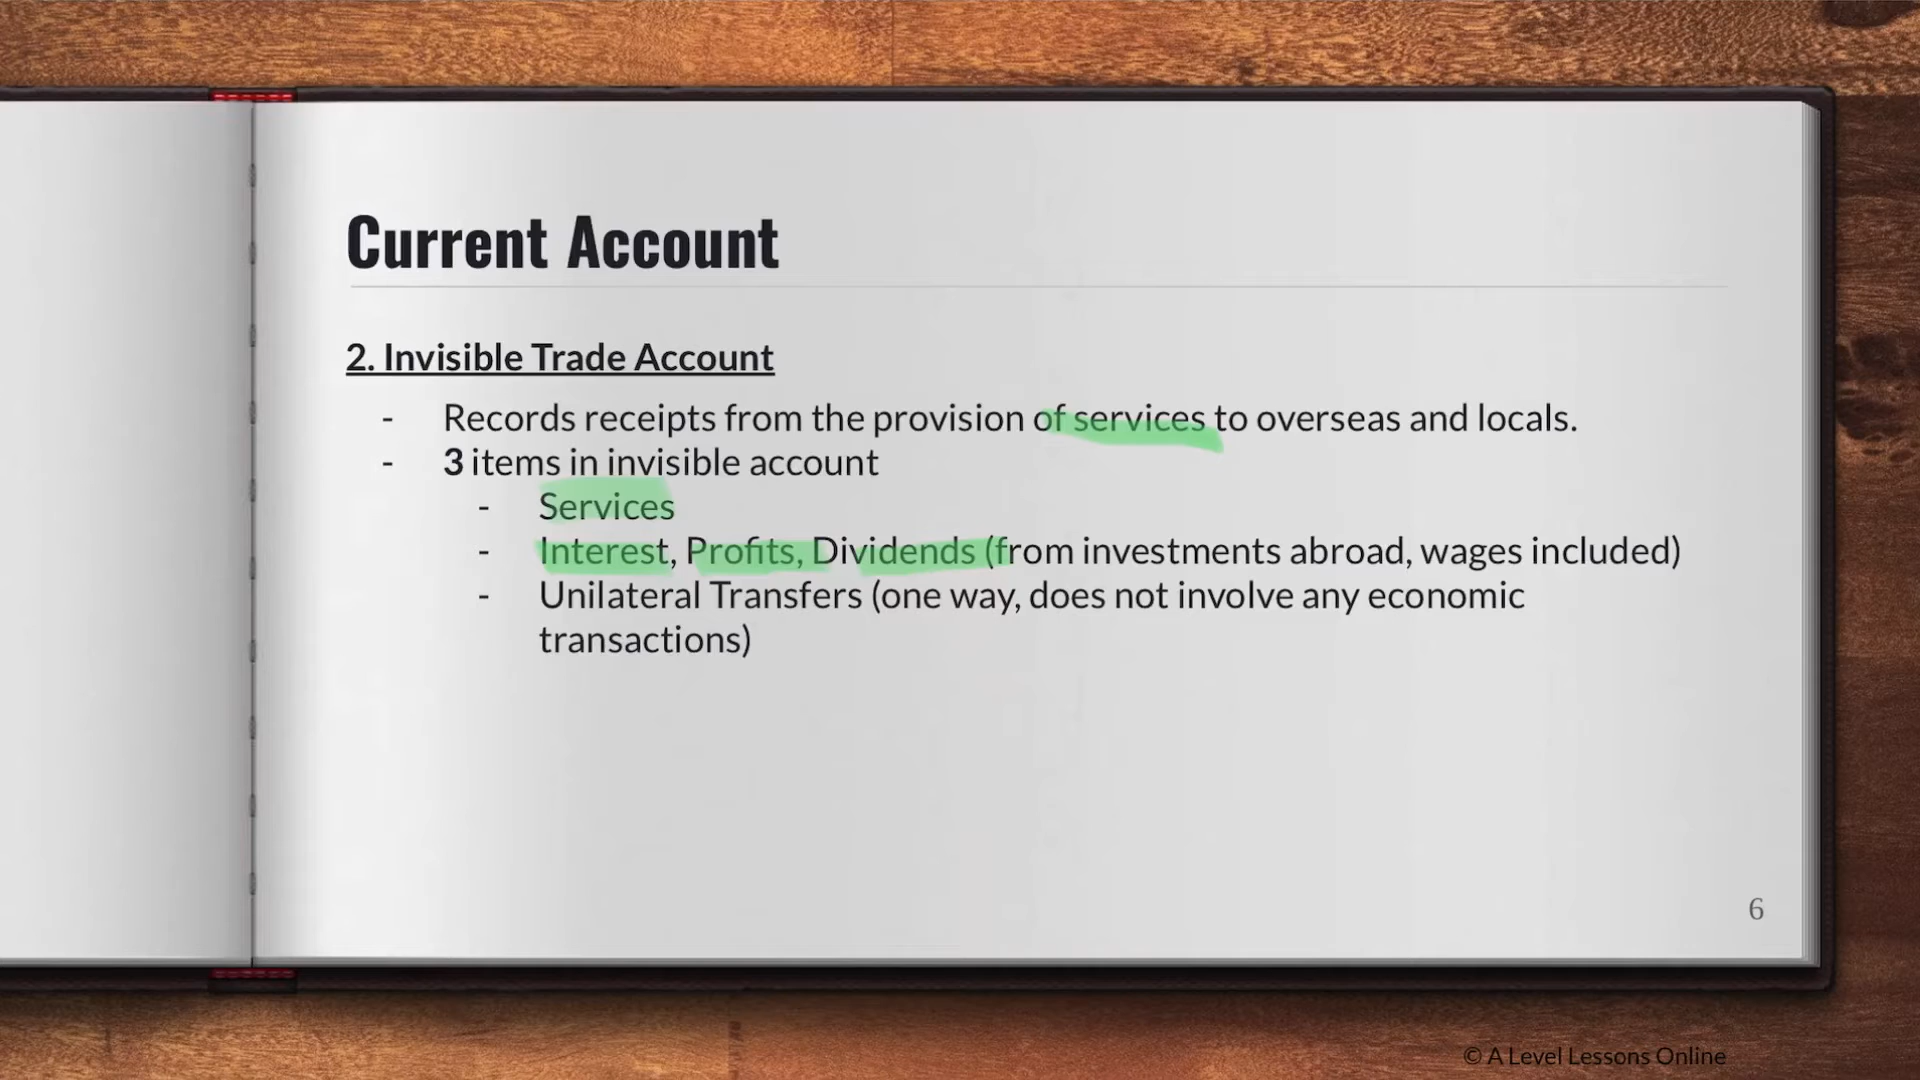 Current Account
2. Invisible Trade Account
- Records receipts from the provision of services to overseas and locals.
- 3 items in invisible account
- Services
- Interest, Profits, Dividends (from investments abroad, wages included)
- Unilateral Transfers (one way, does not involve any economic
transactions)
6
© A Level Lessons Online